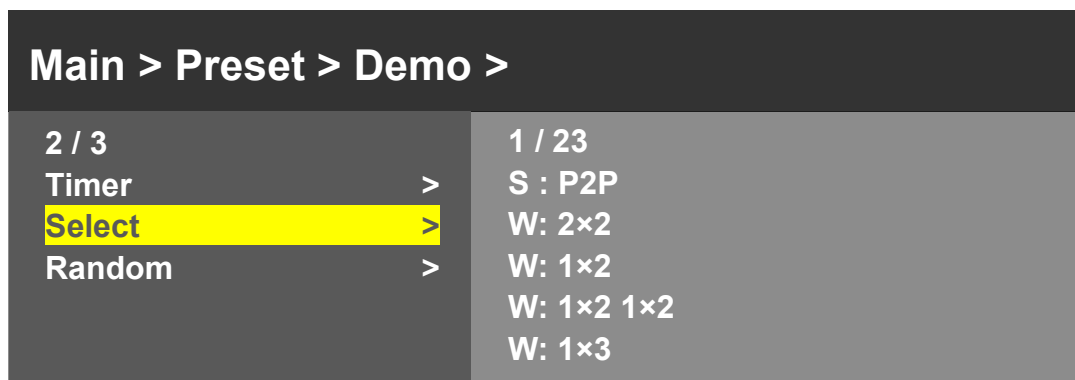 Main > Preset > Demo >
2 / 3
Timer >
Select >
Random >
1 / 23
S : P2P
W: 2×2
W: 1×2
W: 1×2 1×2
W: 1×3